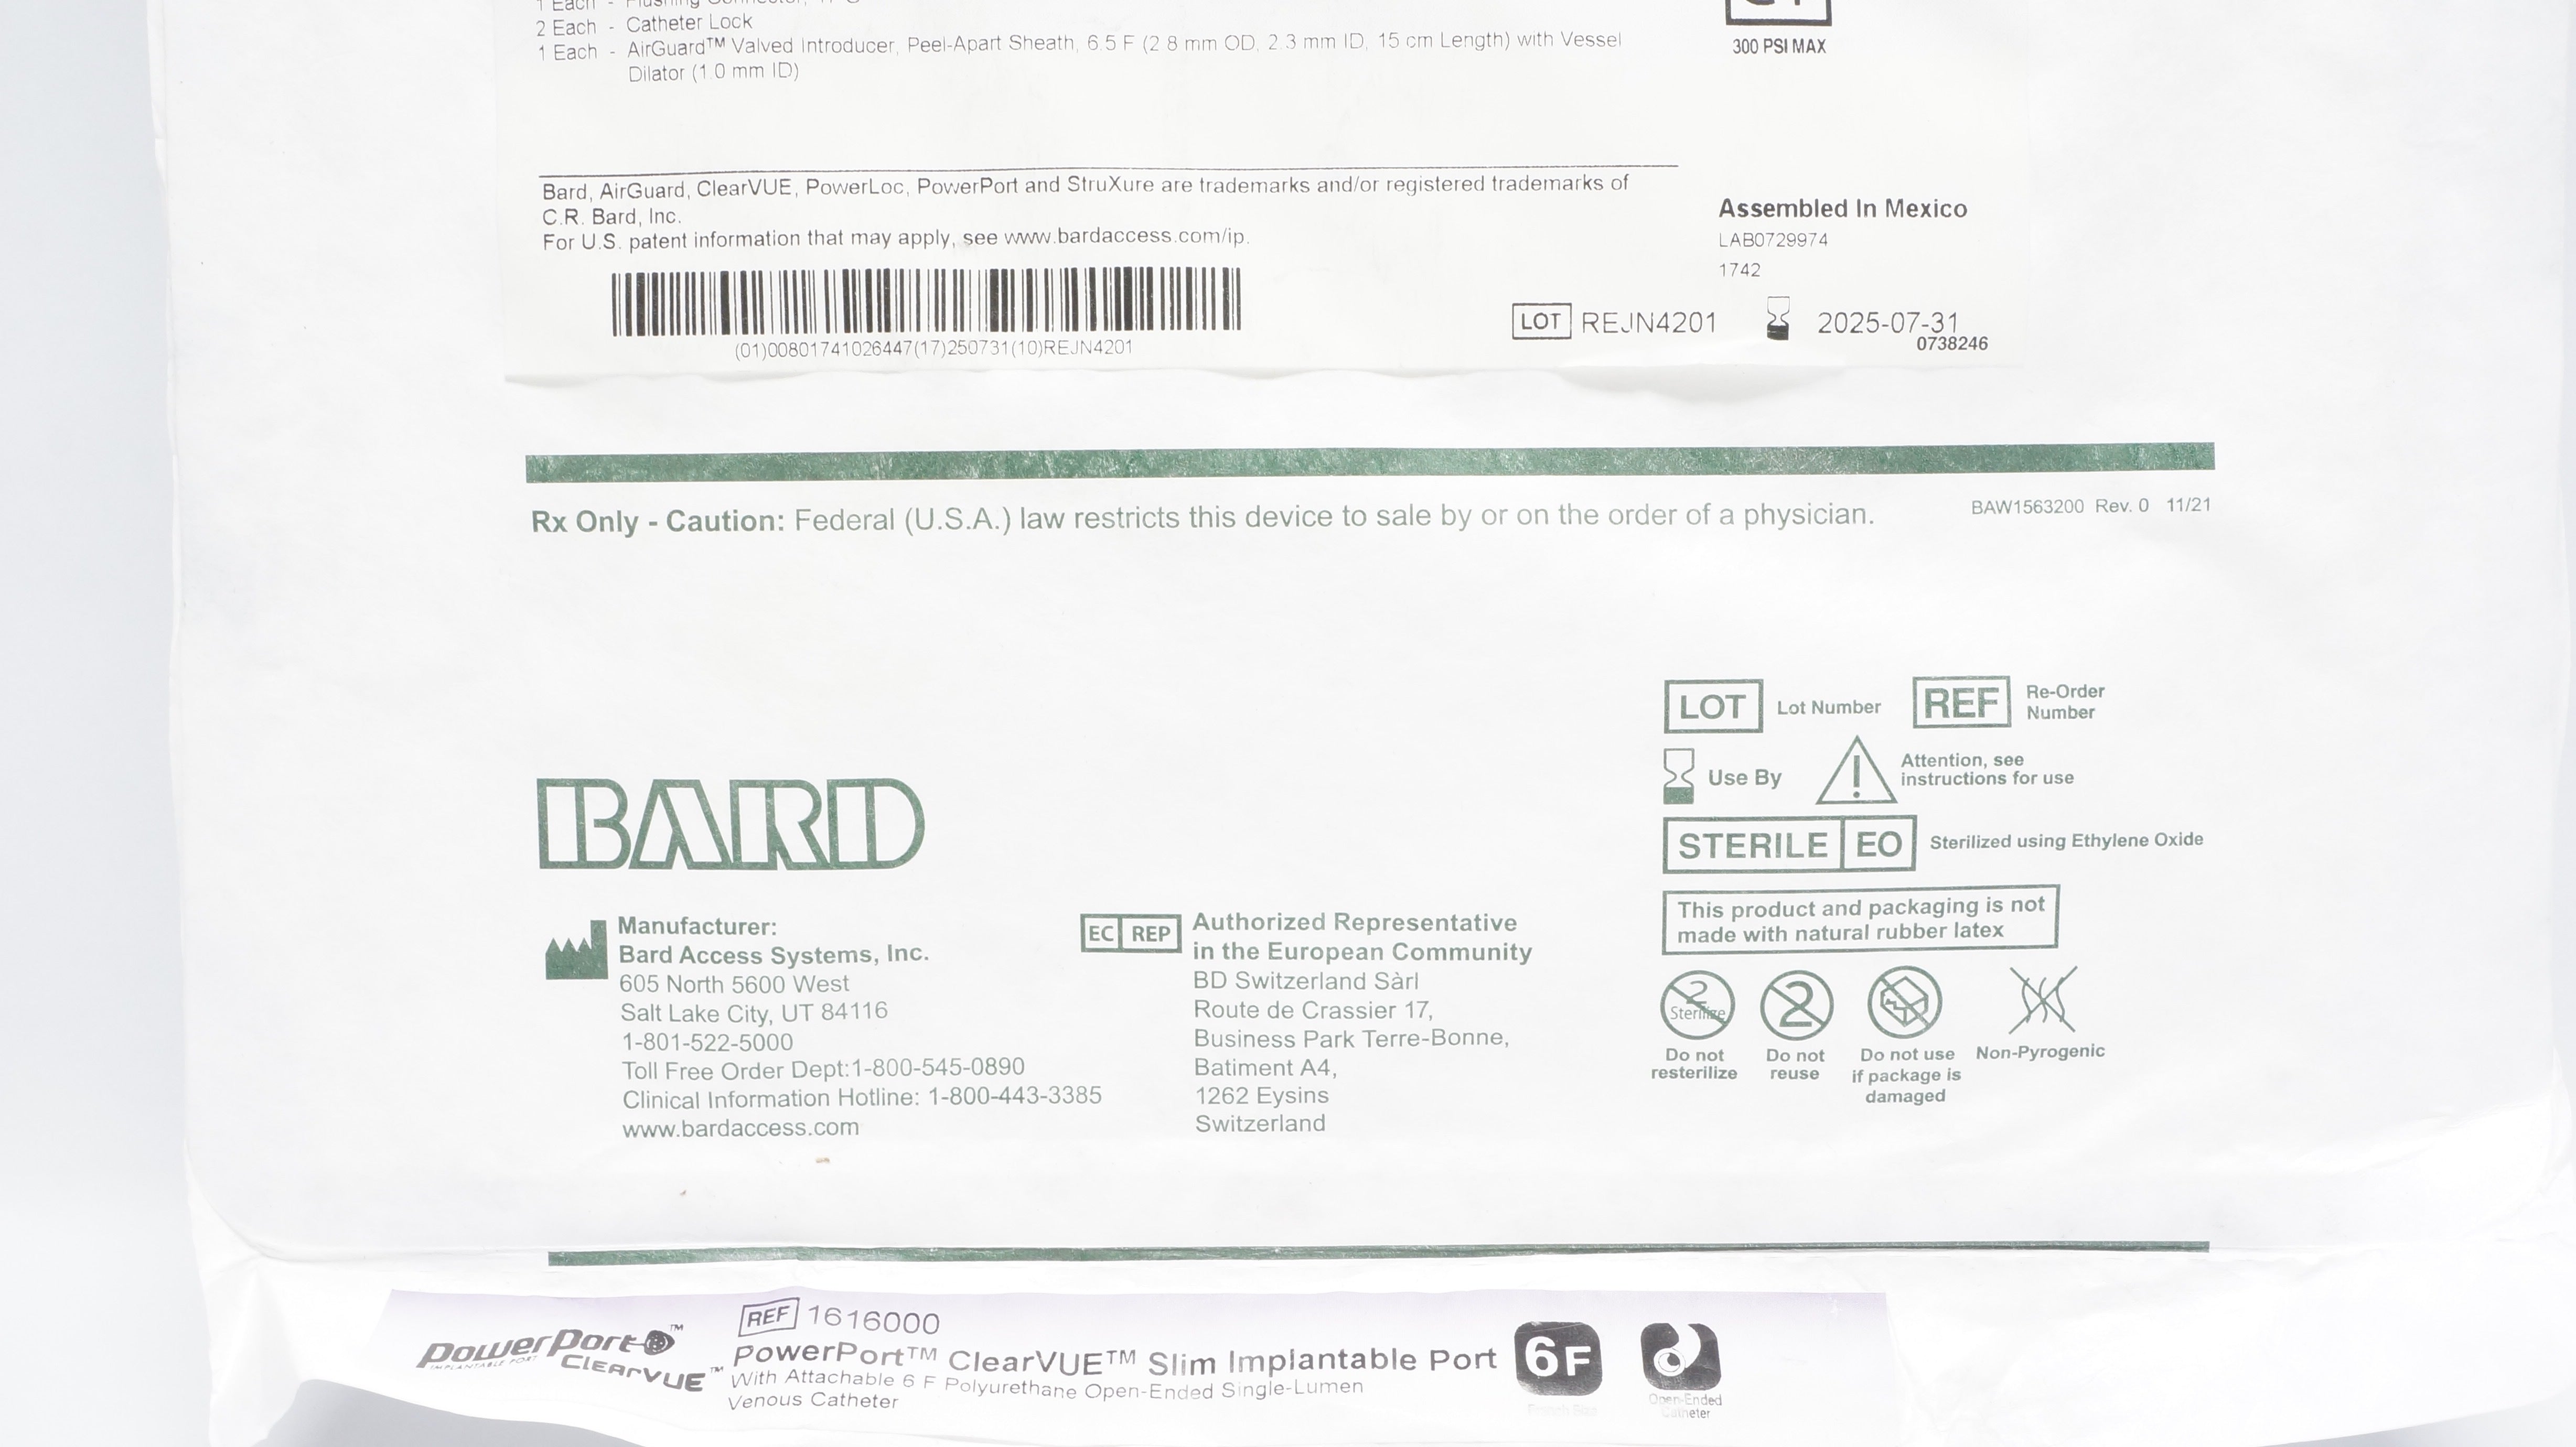 1 Each - Flushing Connector,
2 Each - Catheter Lock
1 Each - AirGuard™ Valved Introducer, Peel-Apart Sheath, 6.5 F (2.8 mm OD, 2.3 mm ID, 15 cm Length) with Vessel
Dilator (1.0 mm ID)
300 PSI MAX
Bard, AirGuard, ClearVUE, PowerLoc, PowerPort and StruXure are trademarks and/or registered trademarks of
C.R. Bard, Inc.
For U.S. patent information that may apply, see www.bardaccess.com/ip.
(01)00801741026447(17)250731(10)REJN4201
Assembled In Mexico
LAB0729974
1742
LOT REJN4201 2025-07-31
0738246
Rx Only - Caution: Federal (U.S.A.) law restricts this device to sale by or on the order of a physician.
BAW1563200 Rev. 0 11/21
BARD
Manufacturer:
Bard Access Systems, Inc.
605 North 5600 West
Salt Lake City, UT 84116
1-801-522-5000
Toll Free Order Dept:1-800-545-0890
Clinical Information Hotline: 1-800-443-3385
www.bardaccess.com
EC REP
Authorized Representative
in the European Community
BD Switzerland Sàrl
Route de Crassier 17,
Business Park Terre-Bonne,
Batiment A4,
1262 Eysins
Switzerland
LOT Lot Number
REF Re-Order
Number
Use By
Attention, see
instructions for use
STERILE EO Sterilized using Ethylene Oxide
This product and packaging is not
made with natural rubber latex
2
Sterilize
Do not
resterilize
2
Do not
reuse
Do not use
if package is
damaged
Non-Pyrogenic
PowerPort™
IMPLANTABLE PORT
ClearVUE™
REF 1616000
PowerPort™ ClearVUE™ Slim Implantable Port
With Attachable 6 F Polyurethane Open-Ended Single-Lumen
Venous Catheter
6F
French Size
Open-Ended
Catheter